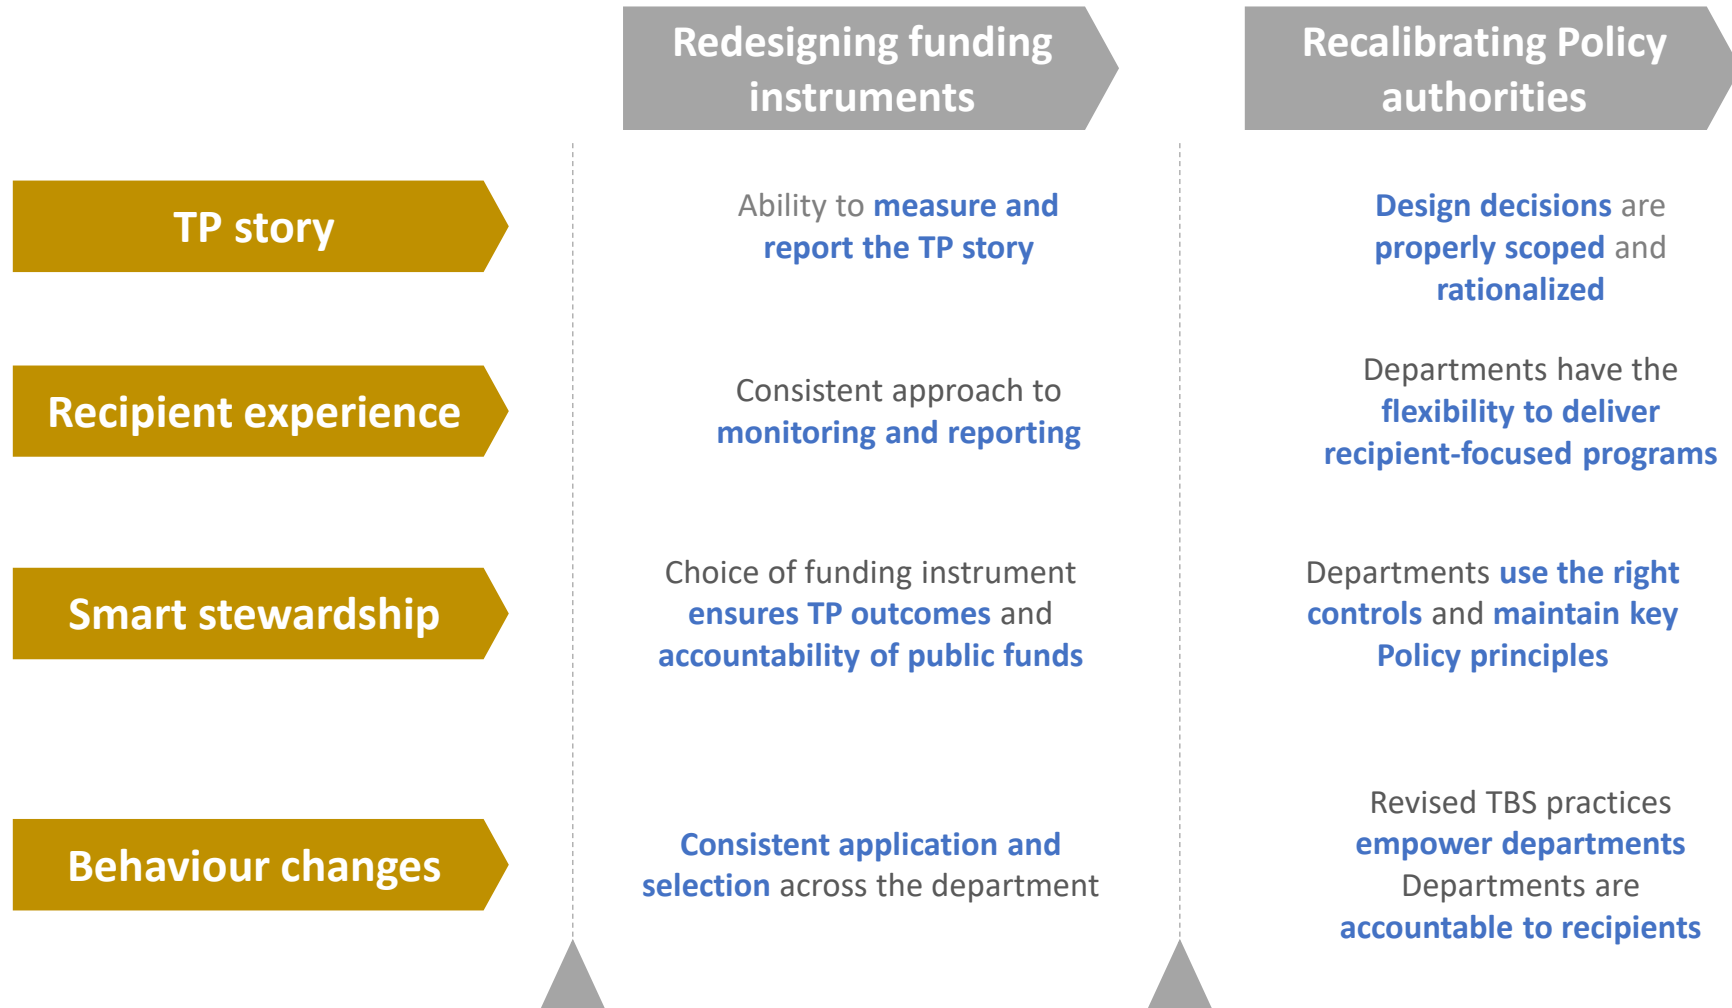 Redesigning funding
instruments
Recalibrating Policy
authorities
TP story
Ability to measure and
report the TP story
Design decisions are
properly scoped and
rationalized
Recipient experience
Consistent approach to
monitoring and reporting
Departments have the
flexibility to deliver
recipient-focused programs
Smart stewardship
Choice of funding instrument
ensures TP outcomes and
accountability of public funds
Departments use the right
controls and maintain key
Policy principles
Behaviour changes
Consistent application and
selection across the department
Revised TBS practices
empower departments
Departments are
accountable to recipients